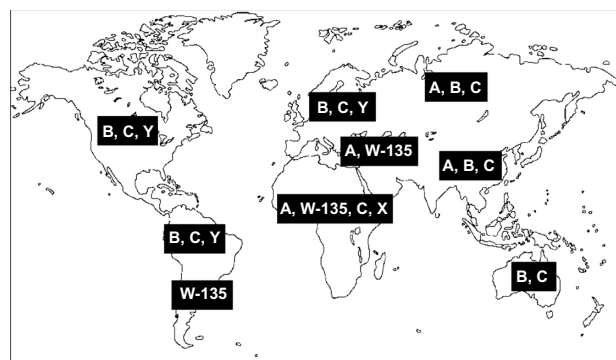 A, B, C
B, C, Y
B, C, Y
A, W-135
A, B, C
A, W-135, C, X
B, C, Y
B, C
W-135